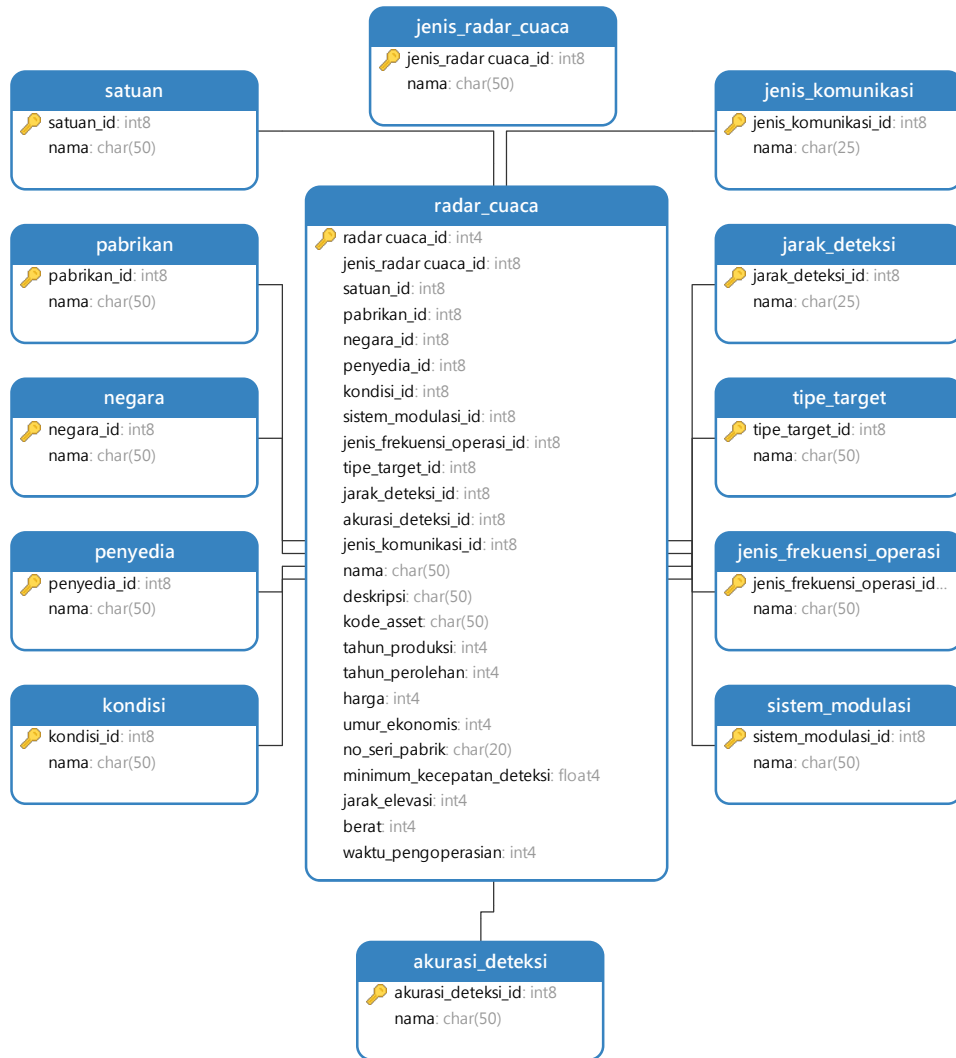 jenis_radar_cuaca
jenis_radar cuaca_id: int8
nama: char(50)
satuan
satuan_id: int8
nama: char(50)
jenis_komunikasi
jenis_komunikasi_id: int8
nama: char(25)
pabrikan
pabrikan_id: int8
nama: char(50)
negara
negara_id: int8
nama: char(50)
penyedia
penyedia_id: int8
nama: char(50)
kondisi
kondisi_id: int8
nama: char(50)
radar_cuaca
radar cuaca_id: int4
jenis_radar cuaca_id: int8
satuan_id: int8
pabrikan_id: int8
negara_id: int8
penyedia_id: int8
kondisi_id: int8
sistem_modulasi_id: int8
jenis_frekuensi_operasi_id: int8
tipe_target_id: int8
jarak_deteksi_id: int8
akurasi_deteksi_id: int8
jenis_komunikasi_id: int8
nama: char(50)
deskripsi: char(50)
kode_asset: char(50)
tahun_produksi: int4
tahun_perolehan: int4
harga: int4
umur_ekonomis: int4
no_seri_pabrik: char(20)
minimum_kecepatan_deteksi: float4
jarak_elevasi: int4
berat: int4
waktu_pengoperasian: int4
jarak_deteksi
jarak_deteksi_id: int8
nama: char(25)
tipe_target
tipe_target_id: int8
nama: char(50)
jenis_frekuensi_operasi
jenis_frekuensi_operasi_id...
nama: char(50)
sistem_modulasi
sistem_modulasi_id: int8
nama: char(50)
akurasi_deteksi
akurasi_deteksi_id: int8
nama: char(50)